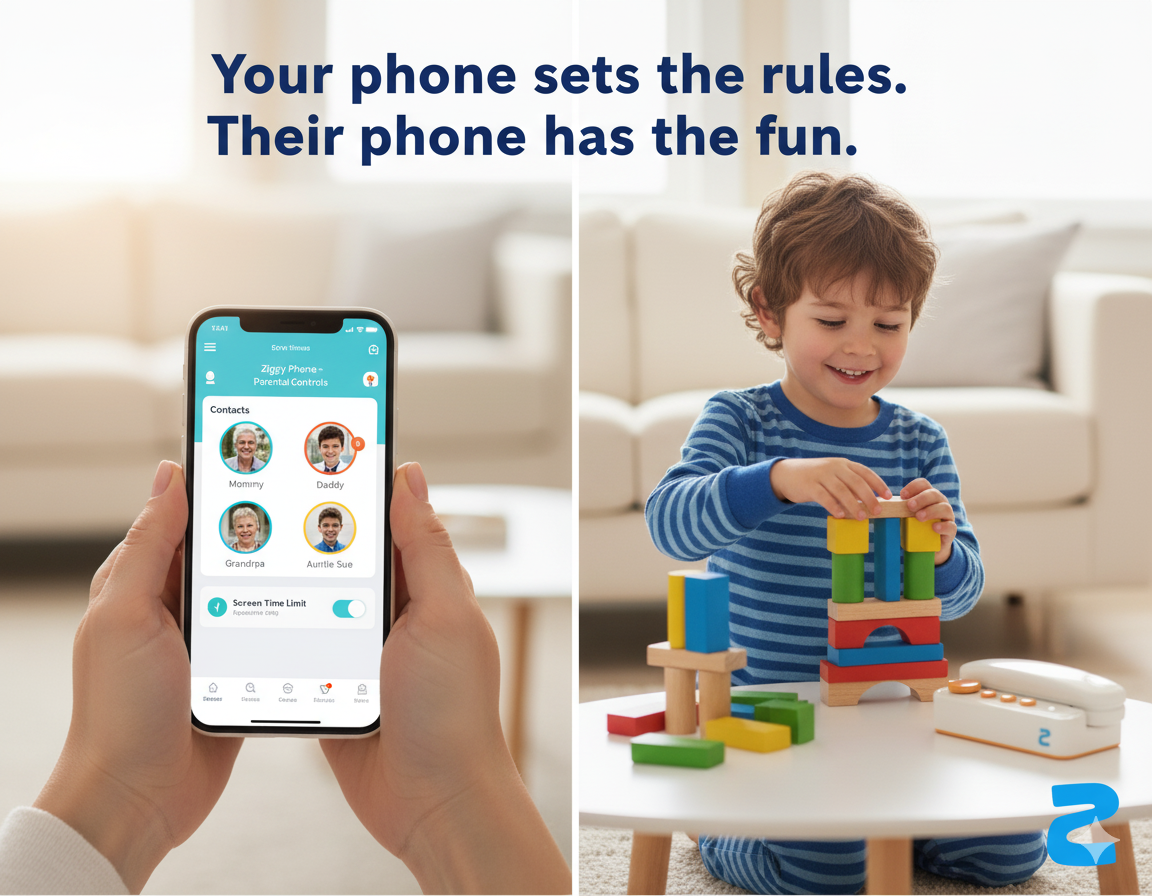 Your phone sets the rules.
Their phone has the fun.
Ziggy Phone -
Parental Controls
Contacts
Mommy
Daddy
Grandpa
Auntie Sue
Screen Time Limit